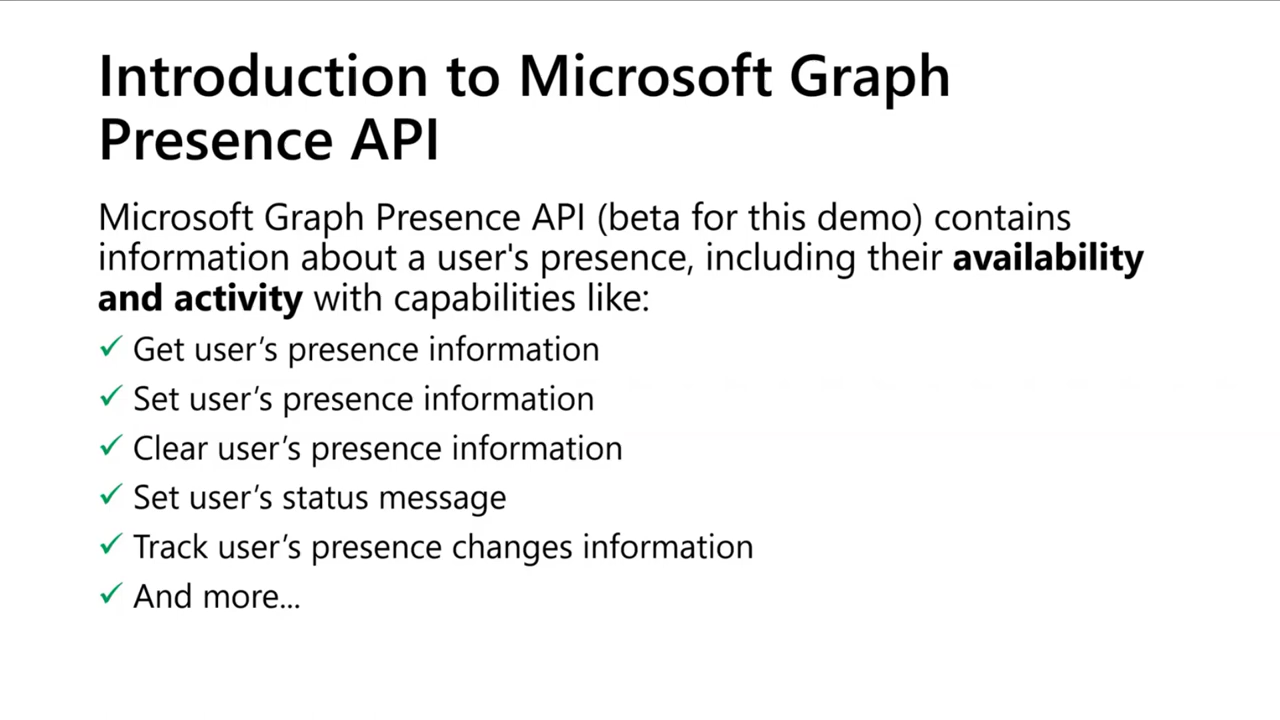 Introduction to Microsoft Graph
Presence API
Microsoft Graph Presence API (beta for this demo) contains
information about a user's presence, including their availability
and activity with capabilities like:
✓ Get user’s presence information
✓ Set user’s presence information
✓ Clear user’s presence information
✓ Set user’s status message
✓ Track user’s presence changes information
✓ And more...